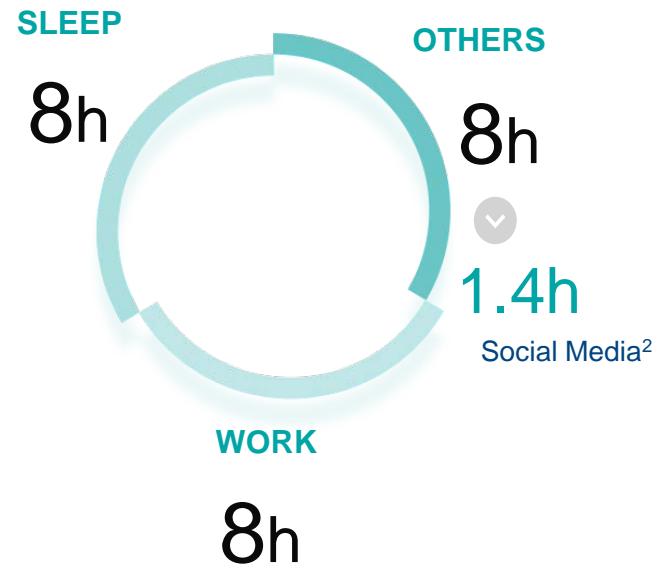 SLEEP
8h
OTHERS
8h
1.4h
Social Media²
WORK
8h